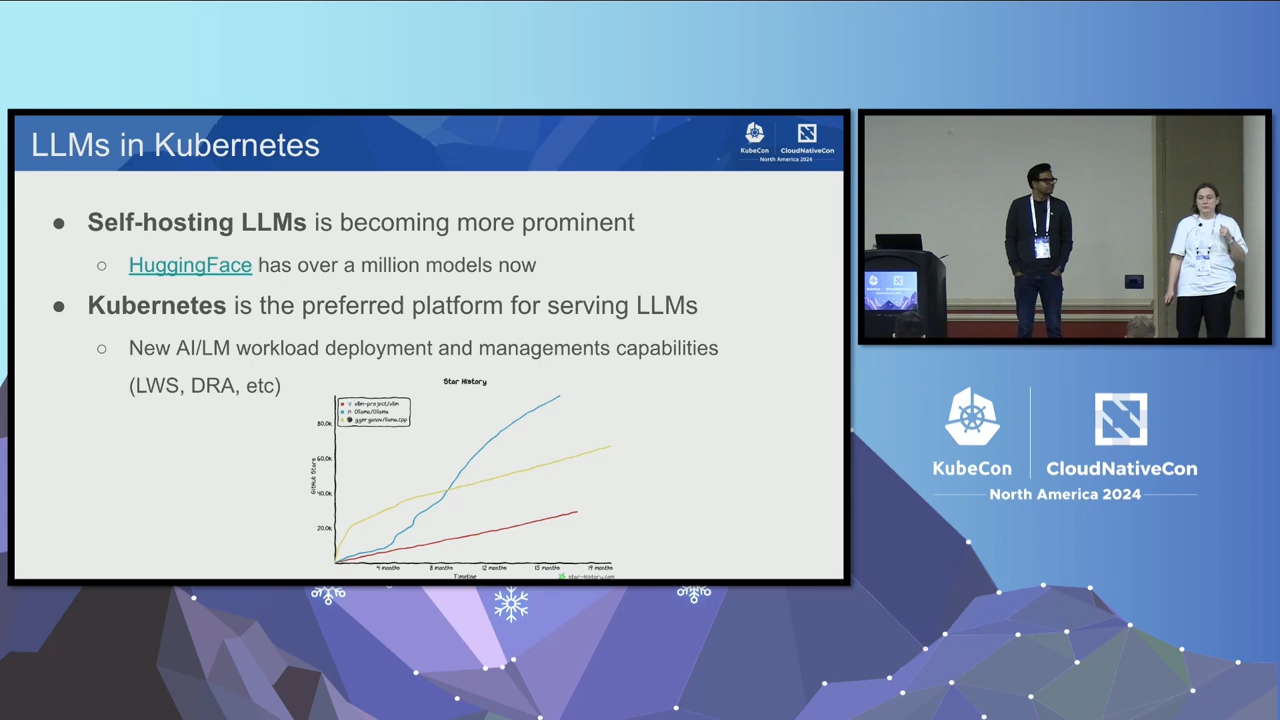 LLMs in Kubernetes
KubeCon
CloudNativeCon
North America 2024
● Self-hosting LLMs is becoming more prominent
○ HuggingFace has over a million models now
● Kubernetes is the preferred platform for serving LLMs
○ New AI/LM workload deployment and managements capabilities
(LWS, DRA, etc)
Star History
vllm-project/vllm
Ollama/Ollama
ggerganov/llama.cpp
80.0k
60.0k
40.0k
20.0k
GitHub Stars
4 months
8 months
12 months
15 months
19 months
Timeline
star-history.com
KubeCon
CloudNativeCon
North America 2024